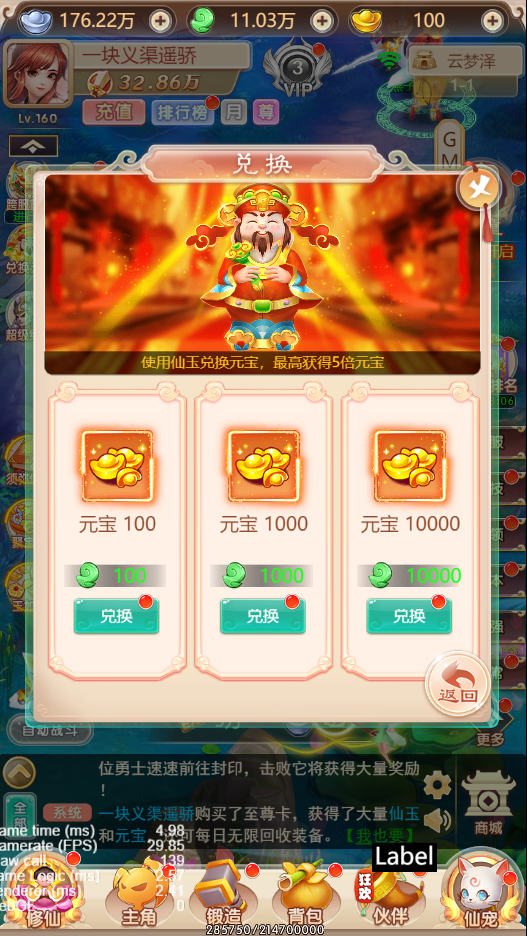 176.22万 11.03万 100
一块义渠遥骄
32.86万
3
VIP
云梦泽
1-1
Lv.160
充值 排行榜 月 尊
G
M
兑换
使用仙玉兑换元宝，最高获得5倍元宝
元宝 100 元宝 1000 元宝 10000
100 1000 10000
兑换 兑换 兑换
返回
自动战斗
更多
位勇士速速前往封印，击败它将获得大量奖励
！
全部
系统
一块义渠遥骄购买了至尊卡，获得了大量仙玉
和元宝
可每日无限回收装备。【我也要】
商城
ame time (ms) 4.98
amerate (FPS) 29.85
raw call 139
ame Logic (ms) 2.57
enderer (ms) 2.41
Label
狂欢
修仙 主角 锻造 背包 伙伴 仙宠
285750/214700000